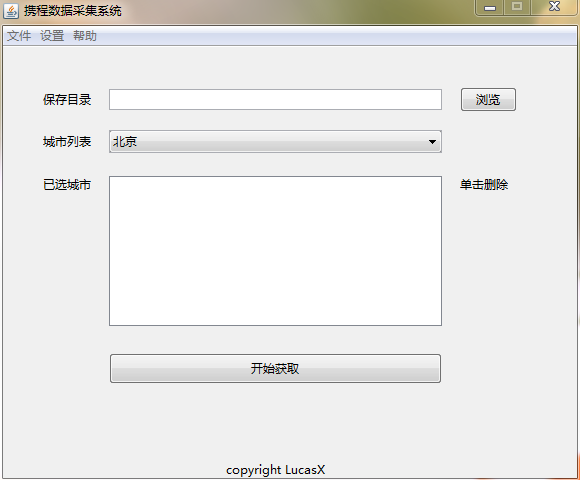 携程数据采集系统
文件 设置 帮助
保存目录 浏览
城市列表 北京
已选城市 单击删除
开始获取
copyright LucasX